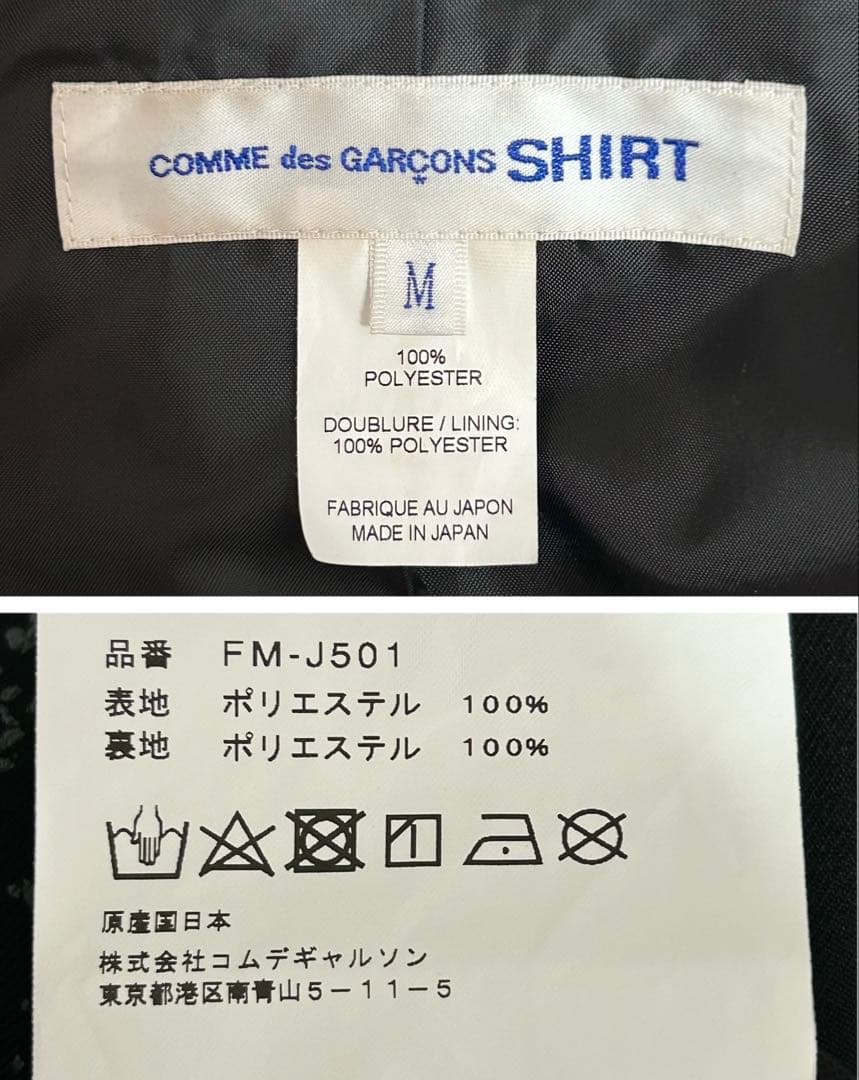 COMME des GARÇONS SHIRT
*
M
100%
POLYESTER
DOUBLURE / LINING:
100% POLYESTER
FABRIQUE AU JAPON
MADE IN JAPAN
品番 FM-J501
表地 ポリエステル 100%
裏地 ポリエステル 100%
原産国日本
株式会社コムデギャルソン
東京都港区南青山5-11-5